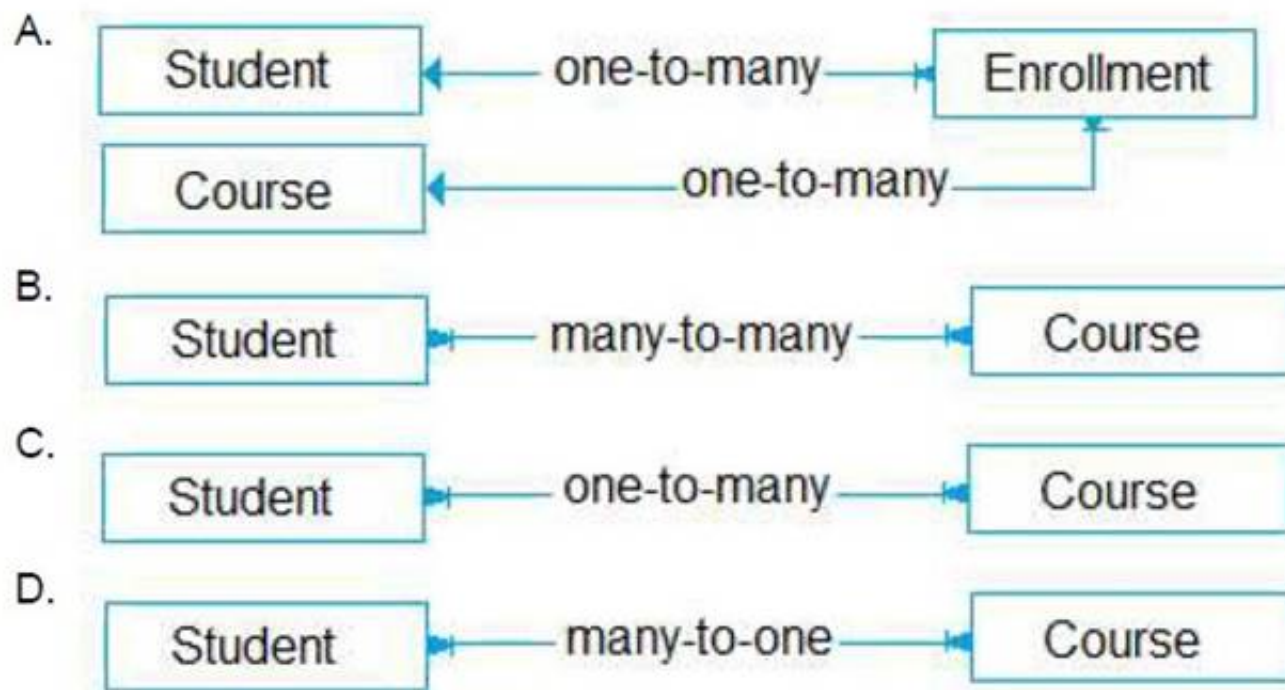 A.
Student one-to-many Enrollment
Course one-to-many
B.
Student many-to-many Course
C.
Student one-to-many Course
D.
Student many-to-one Course